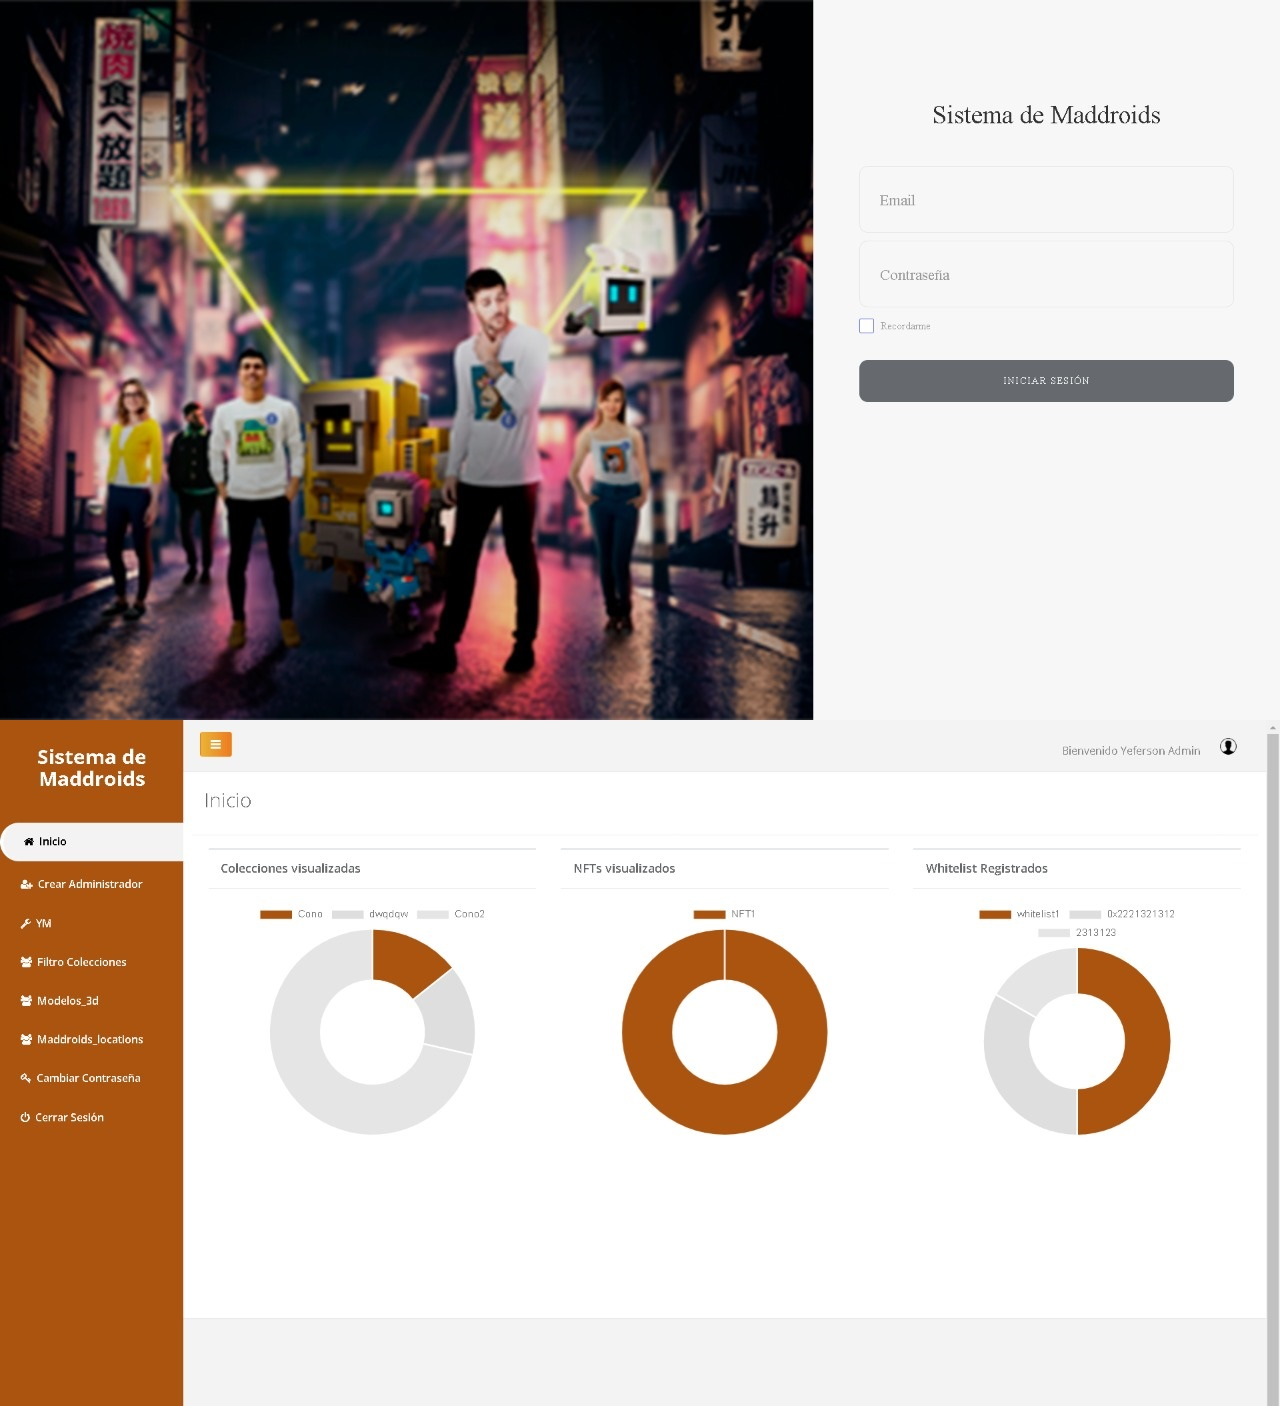 焼肉食べ放題
1980
升
Sistema de Maddroids
Email
Contraseña
Recordarme
INICIAR SESIÓN
Sistema de
Maddroids
Bienvenido Yeferson Admin
Inicio
Inicio
Crear Administrador
YM
Filtro Colecciones
Modelos_3d
Maddroids_locations
Cambiar Contraseña
Cerrar Sesión
Colecciones visualizadas
Cono
dwqdqw
Cono2
NFTs visualizados
NFT1
Whitelist Registrados
whitelist1
0x2221321312
2313123